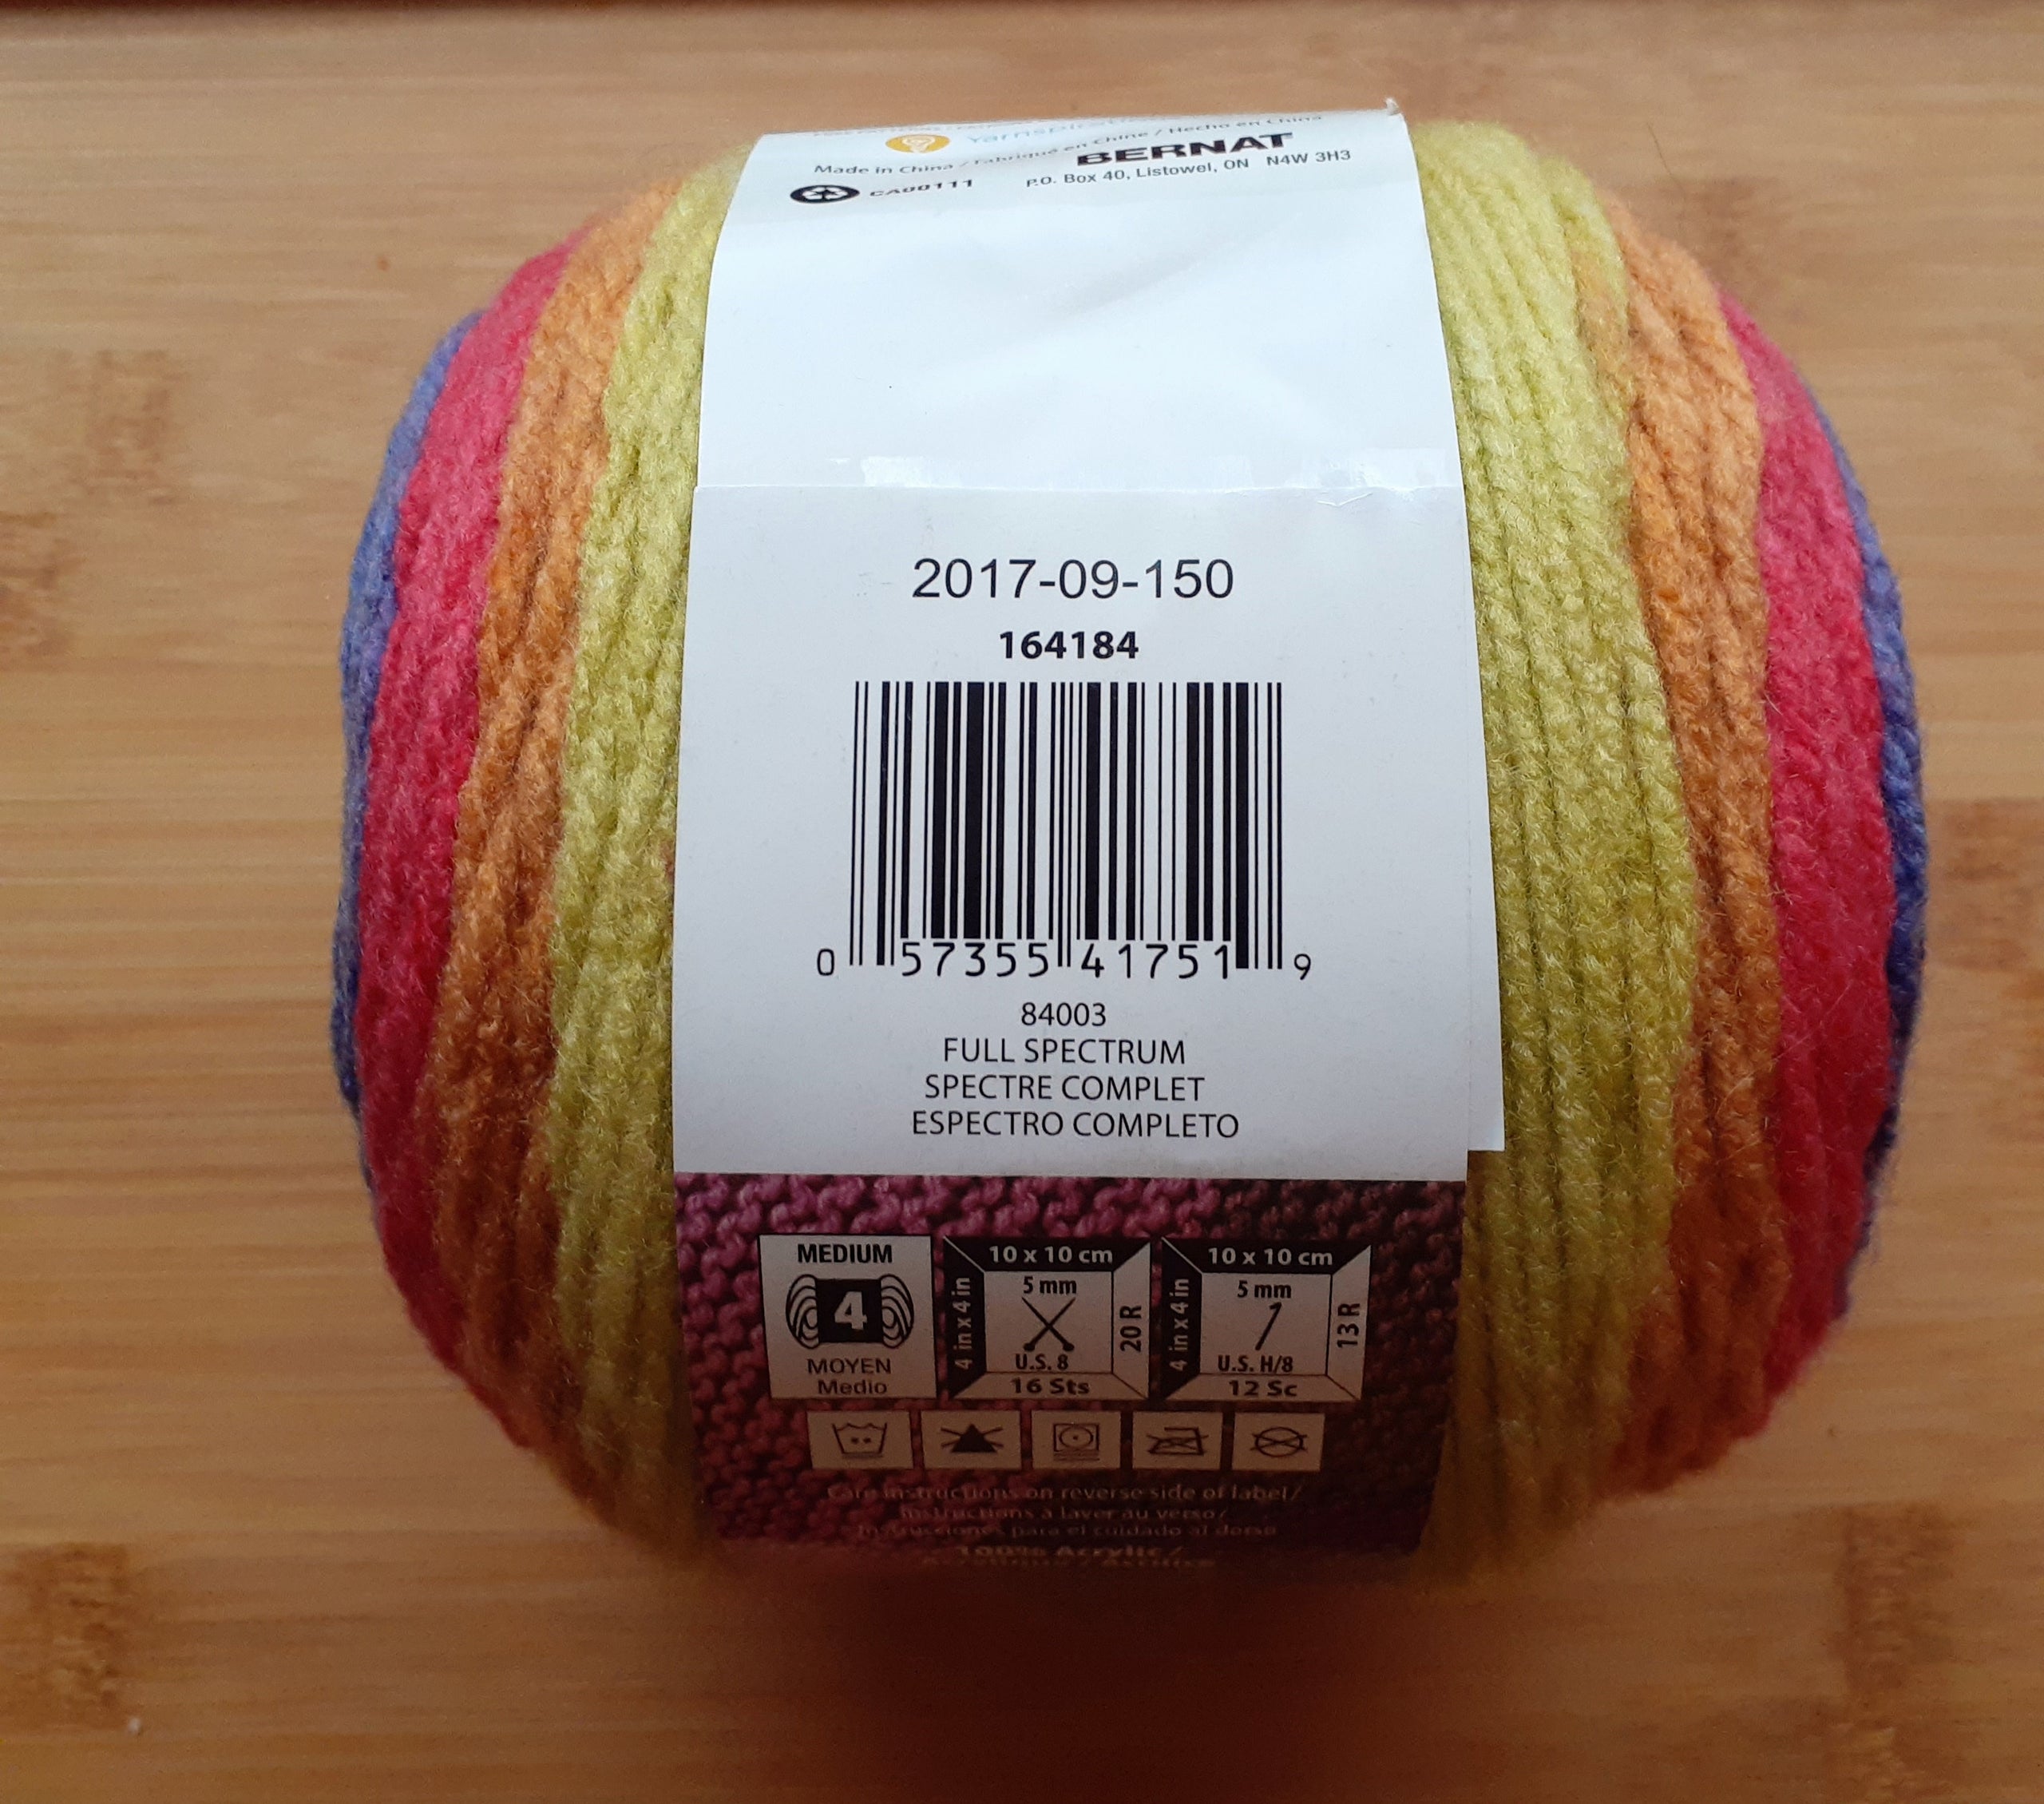 Made in China / Fabriqué en Chine / Hecho en China
BERNAT
CA00111
P.O. Box 40, Listowel, ON N4W 3H3
2017-09-150
164184
0 57355 41751 9
84003
FULL SPECTRUM
SPECTRE COMPLET
ESPECTRO COMPLETO
MEDIUM
4
MOYEN
Medio
10 x 10 cm
4 in x 4 in
5 mm
U.S. 8
20 R
16 Sts
10 x 10 cm
4 in x 4 in
5 mm
U.S. H/8
13 R
12 Sc
Care instructions on reverse side of label/
Instructions à laver au verso/
Instrucciones para el cuidado al dorso
100% Acrylic /